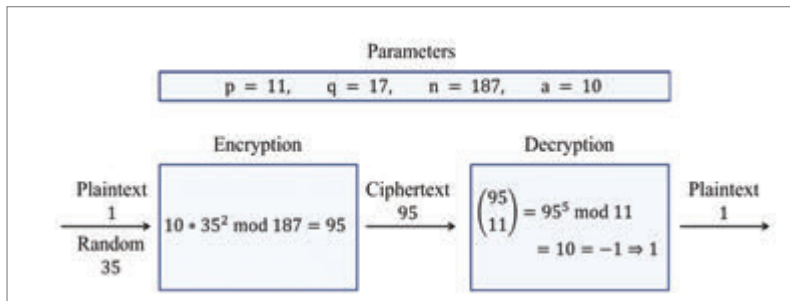 Parameters
p = 11, q = 17, n = 187, a = 10
Encryption
Decryption
Plaintext
1
Random
35
10 * 35² mod 187 = 95
Ciphertext
95
(95
11) = 95⁵ mod 11
= 10 = −1 ⇒ 1
Plaintext
1